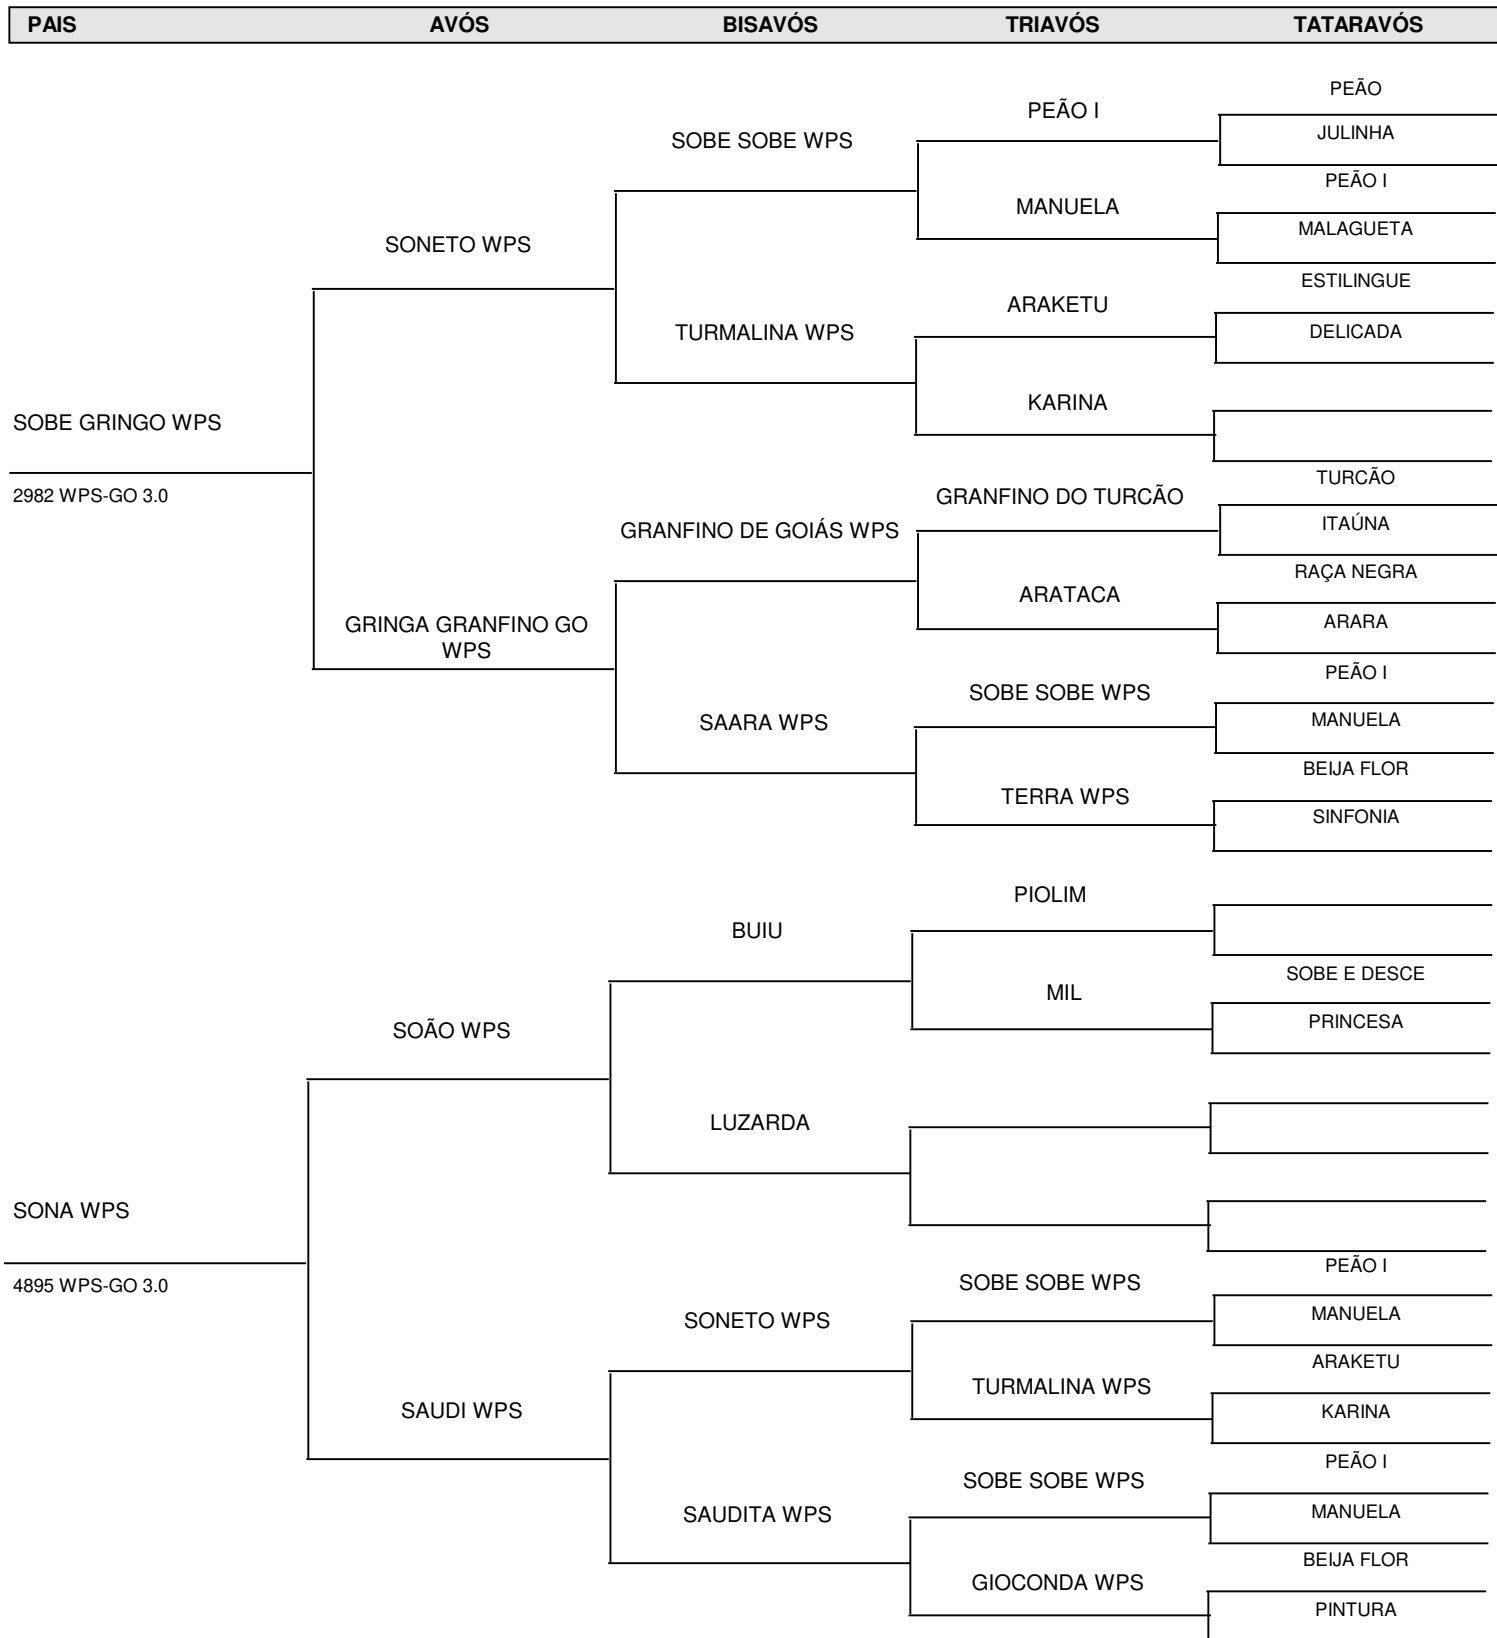 PAIS AVÓS BISAVÓS TRIAVÓS TATARAVÓS
PEÃO
PEÃO I
JULINHA
SOBE SOBE WPS
PEÃO I
MANUELA
MALAGUETA
SONETO WPS
ESTILINGUE
ARAKETU
TURMALINA WPS
DELICADA
KARINA
SOBE GRINGO WPS
TURCÃO
2982 WPS-GO 3.0
GRANFINO DO TURCÃO
ITAÚNA
GRANFINO DE GOIÁS WPS
RAÇA NEGRA
ARATACA
ARARA
GRINGA GRANFINO GO
WPS
PEÃO I
SOBE SOBE WPS
MANUELA
SAARA WPS
BEIJA FLOR
TERRA WPS
SINFONIA
PIOLIM
BUIU
SOBE E DESCE
MIL
PRINCESA
SOÃO WPS
LUZARDA
SONA WPS
PEÃO I
4895 WPS-GO 3.0
SOBE SOBE WPS
MANUELA
SONETO WPS
ARAKETU
TURMALINA WPS
SAUDI WPS
KARINA
PEÃO I
SOBE SOBE WPS
MANUELA
SAUDITA WPS
BEIJA FLOR
GIOCONDA WPS
PINTURA